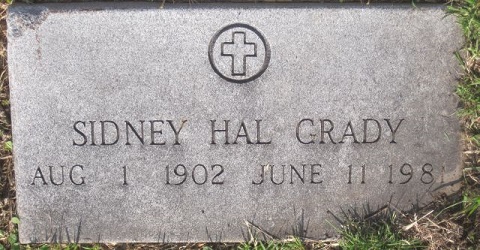 SIDNEY HAL GRADY
AUG 1 1902 JUNE 11 1981